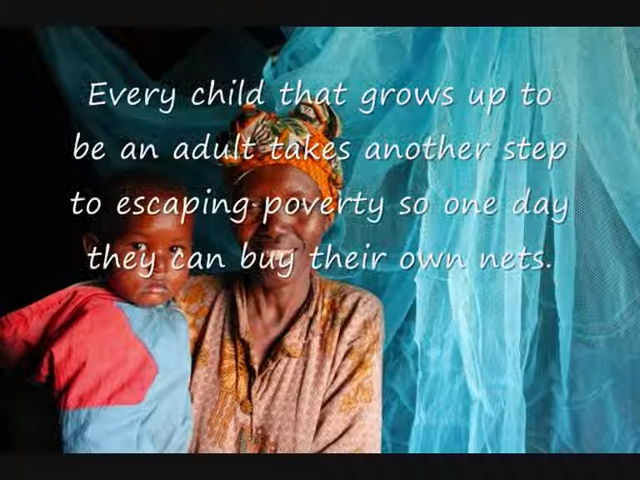 Every child that grows up to
be an adult takes another step
to escaping poverty so one day
they can buy their own nets.